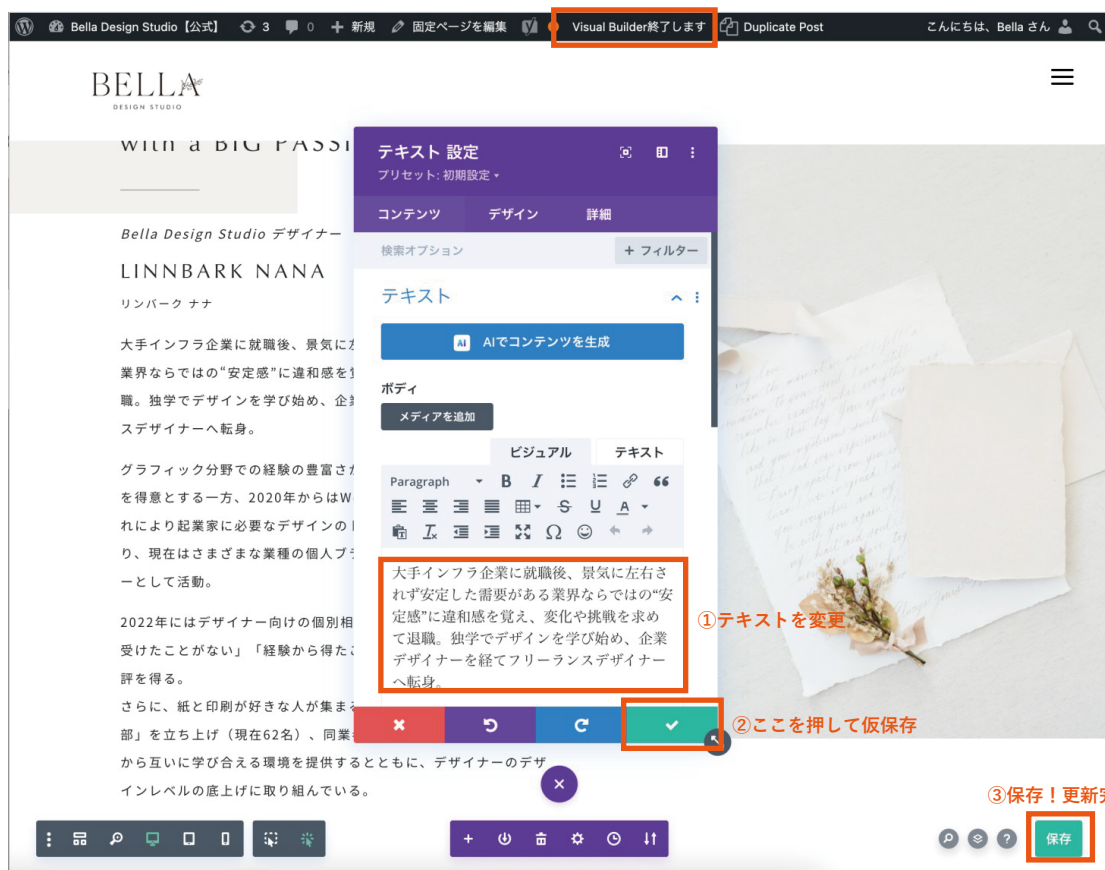 Bella Design Studio【公式】 3 0 + 新規 固定ページを編集 Visual Builder終了します Duplicate Post こんにちは、Bella さん
BELLA
DESIGN STUDIO
with a BIG PASSI
Bella Design Studio デザイナー
LINNBARK NANA
リンバーク ナナ
大手インフラ企業に就職後、景気に
業界ならではの“安定感”に違和感を
職。独学でデザインを学び始め、企
スデザイナーへ転身。
グラフィック分野での経験の豊富さ
を得意とする一方、2020年からはW
れにより起業家に必要なデザインの
り、現在はさまざまな業種の個人ブ
ーとして活動。
2022年にはデザイナー向けの個別相
受けたことがない」「経験から得たこ
評を得る。
さらに、紙と印刷が好きな人が集ま
部」を立ち上げ（現在62名）、同業
から互いに学び合える環境を提供するとともに、デザイナーのデザ
インレベルの底上げに取り組んでいる。
テキスト 設定
プリセット: 初期設定
コンテンツ デザイン 詳細
検索オプション + フィルター
テキスト
AI AIでコンテンツを生成
ボディ
メディアを追加
ビジュアル テキスト
Paragraph B I
S U A
Ω
大手インフラ企業に就職後、景気に左右さ
れず安定した需要がある業界ならではの“安
定感”に違和感を覚え、変化や挑戦を求め
て退職。独学でデザインを学び始め、企業
デザイナーを経てフリーランスデザイナー
へ転身。
①テキストを変更
②ここを押して仮保存
③保存！更新完
保存